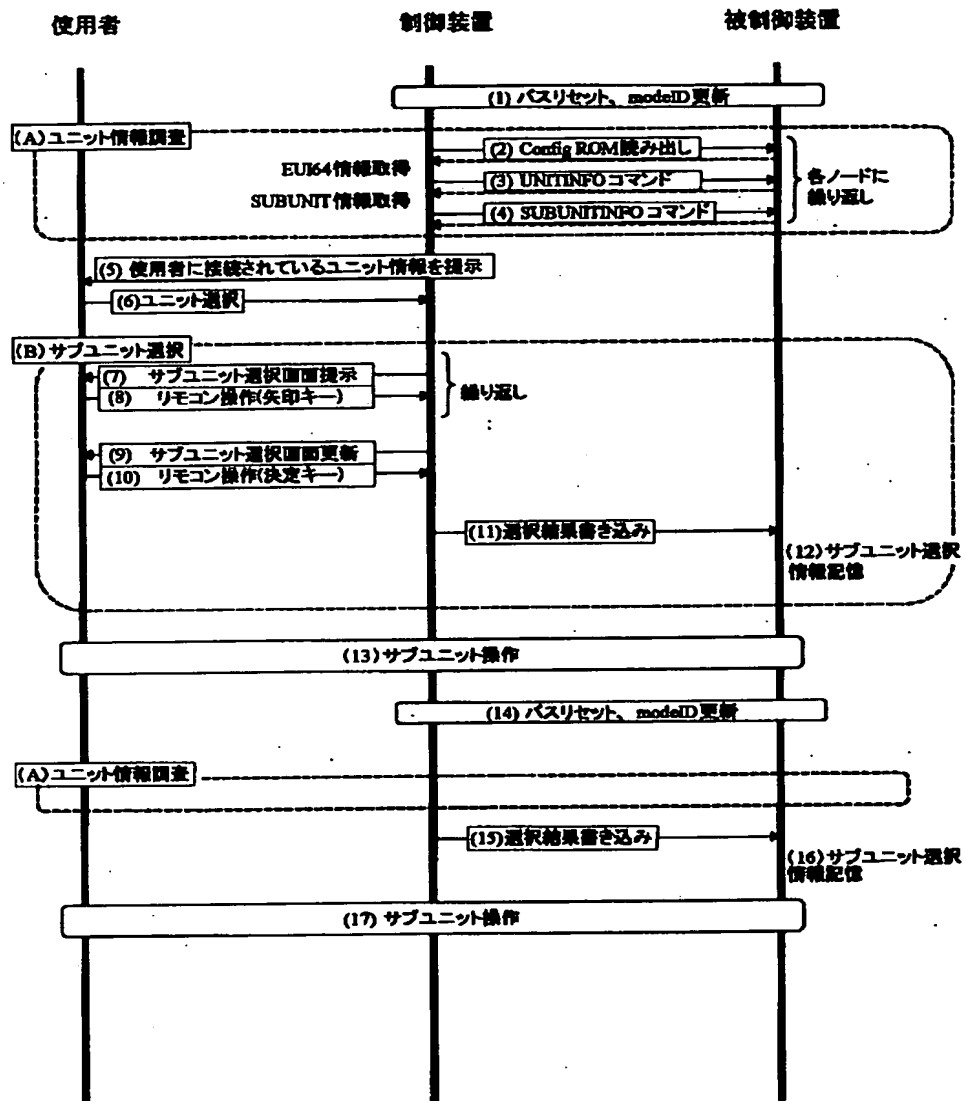 使用者
制御装置
被制御装置
(1) バスリセット、modeID更新
(A)ユニット情報調査
(2) Config ROM読み出し
EUI64情報取得
(3) UNITINFOコマンド
各ノードに
繰り返し
SUBUNIT情報取得
(4) SUBUNITINFOコマンド
(5) 使用者に接続されているユニット情報を提示
(6)ユニット選択
(B)サブユニット選択
(7) サブユニット選択画面提示
(8) リモコン操作(矢印キー)
繰り返し
(9) サブユニット選択画面更新
(10) リモコン操作(決定キー)
(11)選択結果書き込み
(12)サブユニット選択
情報記憶
(13)サブユニット操作
(14) バスリセット、modeID更新
(A)ユニット情報調査
(15)選択結果書き込み
(16)サブユニット選択
情報記憶
(17)サブユニット操作